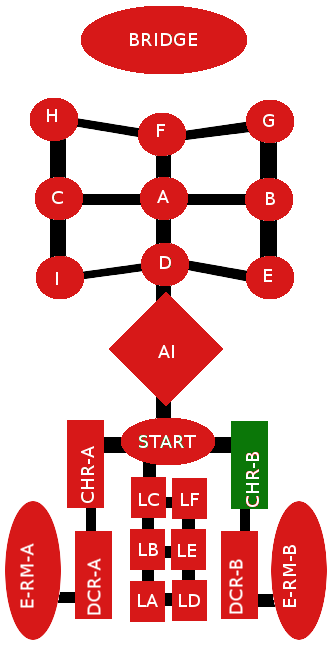 BRIDGE
H
F
G
C
A
B
I
D
E
AI
START
CHR-A
CHR-B
LC
LF
LB
LE
LA
LD
E-RM-A
DCR-A
DCR-B
E-RM-B